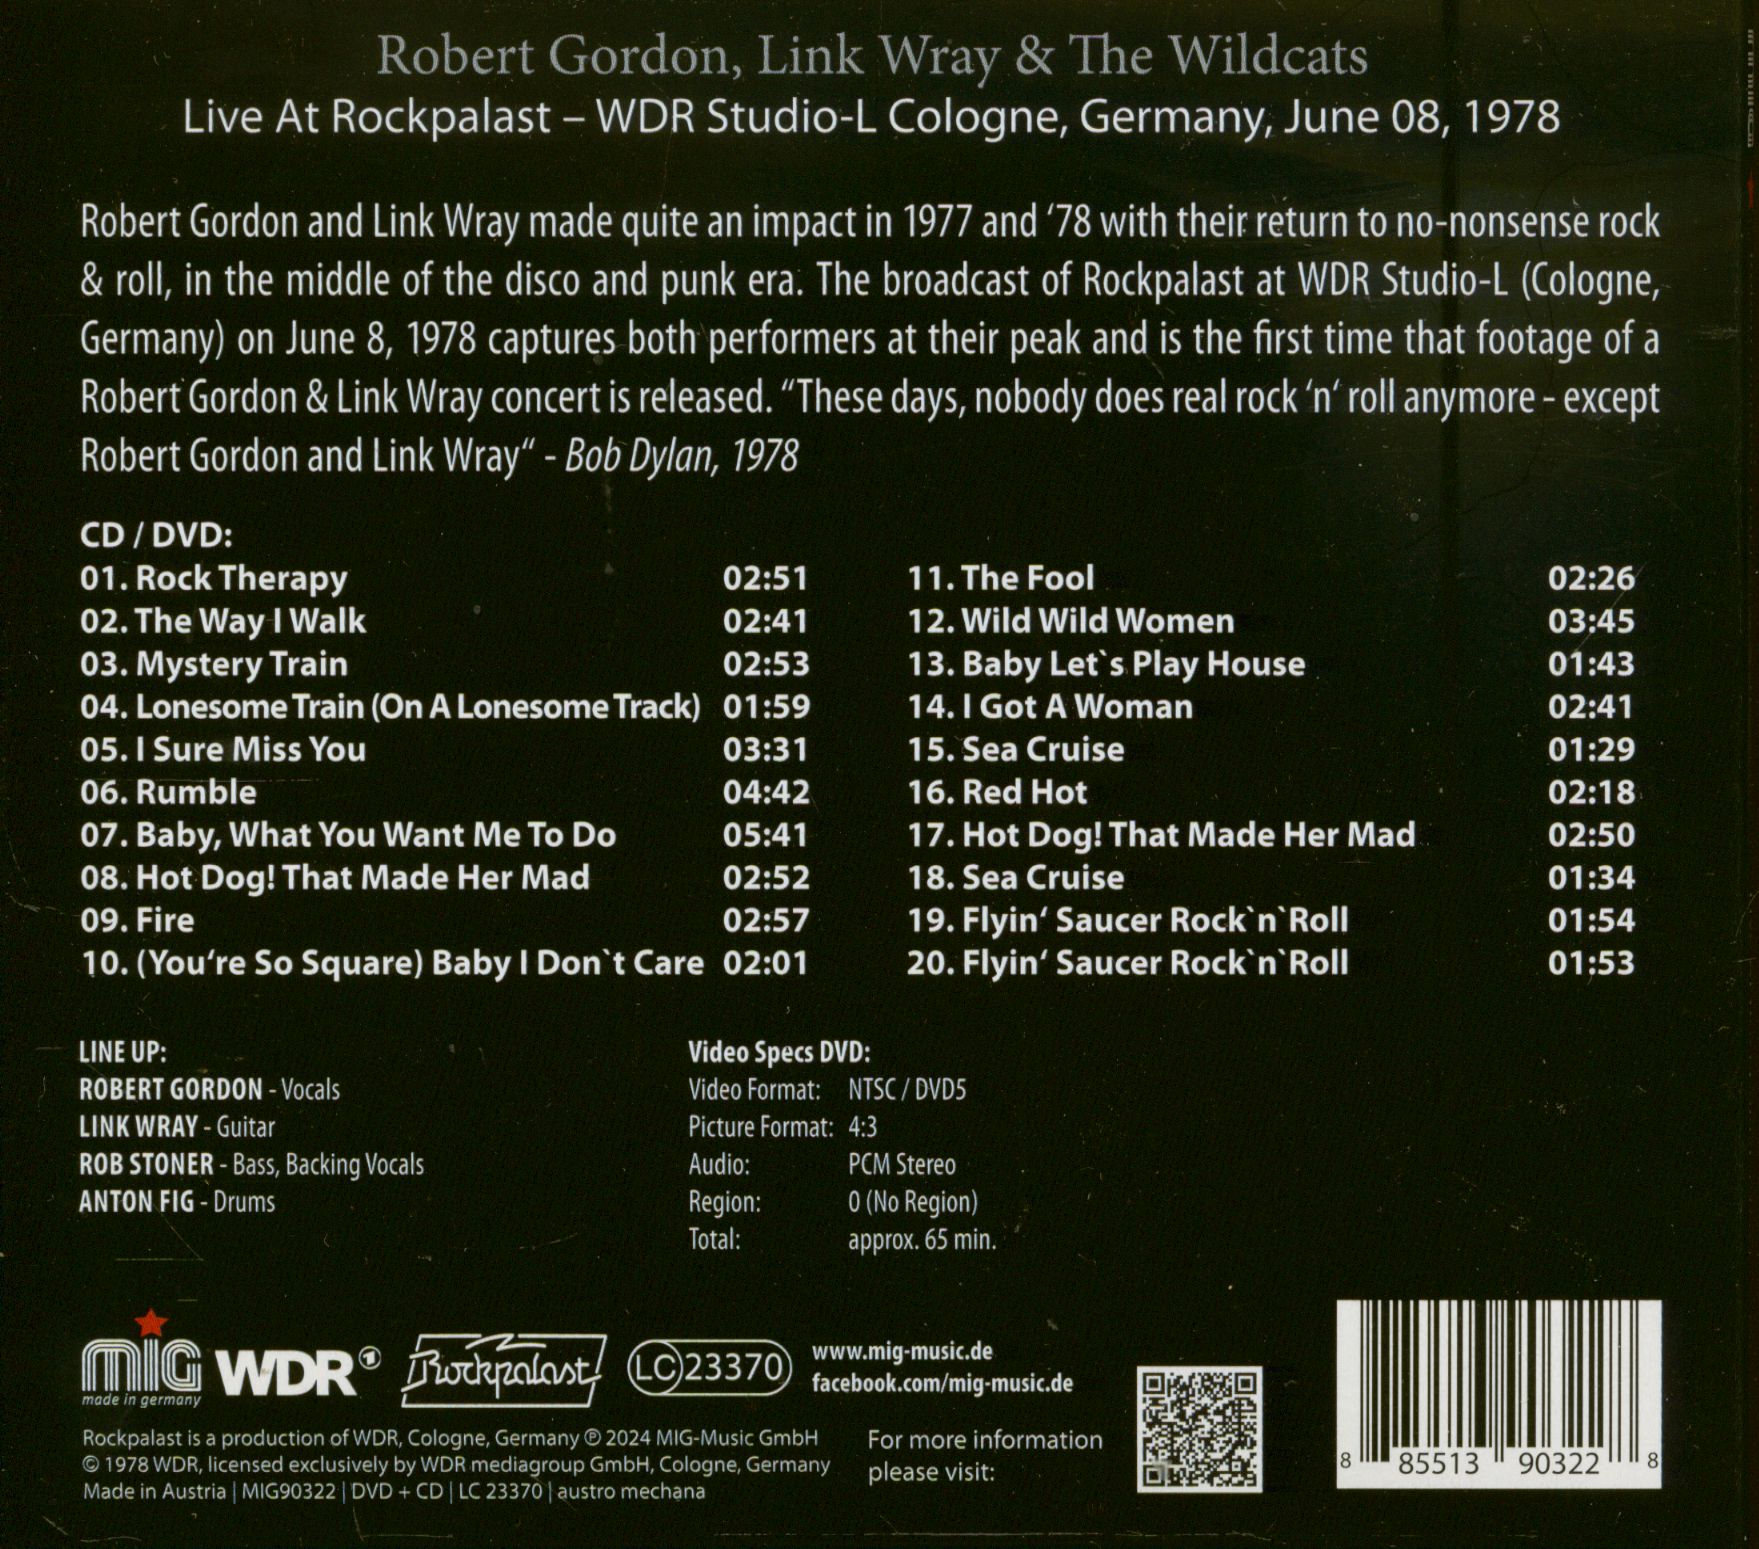 Robert Gordon, Link Wray & The Wildcats
Live At Rockpalast – WDR Studio-L Cologne, Germany, June 08, 1978
Robert Gordon and Link Wray made quite an impact in 1977 and ‘78 with their return to no-nonsense rock
& roll, in the middle of the disco and punk era. The broadcast of Rockpalast at WDR Studio-L (Cologne,
Germany) on June 8, 1978 captures both performers at their peak and is the first time that footage of a
Robert Gordon & Link Wray concert is released. “These days, nobody does real rock ‘n‘ roll anymore - except
Robert Gordon and Link Wray“ - Bob Dylan, 1978
CD / DVD:
01. Rock Therapy 02:51
02. The Way I Walk 02:41
03. Mystery Train 02:53
04. Lonesome Train (On A Lonesome Track) 01:59
05. I Sure Miss You 03:31
06. Rumble 04:42
07. Baby, What You Want Me To Do 05:41
08. Hot Dog! That Made Her Mad 02:52
09. Fire 02:57
10. (You‘re So Square) Baby I Don`t Care 02:01
11. The Fool 02:26
12. Wild Wild Women 03:45
13. Baby Let`s Play House 01:43
14. I Got A Woman 02:41
15. Sea Cruise 01:29
16. Red Hot 02:18
17. Hot Dog! That Made Her Mad 02:50
18. Sea Cruise 01:34
19. Flyin‘ Saucer Rock`n`Roll 01:54
20. Flyin‘ Saucer Rock`n`Roll 01:53
LINE UP:
ROBERT GORDON - Vocals
LINK WRAY - Guitar
ROB STONER - Bass, Backing Vocals
ANTON FIG - Drums
Video Specs DVD:
Video Format: NTSC / DVD5
Picture Format: 4:3
Audio: PCM Stereo
Region: 0 (No Region)
Total: approx. 65 min.
MIG
made in germany
WDR 1
Rockpalast
LC 23370
www.mig-music.de
facebook.com/mig-music.de
Rockpalast is a production of WDR, Cologne, Germany ℗ 2024 MIG-Music GmbH
© 1978 WDR, licensed exclusively by WDR mediagroup GmbH, Cologne, Germany
Made in Austria | MIG90322 | DVD + CD | LC 23370 | austro mechana
For more information
please visit:
8 85513 90322 8